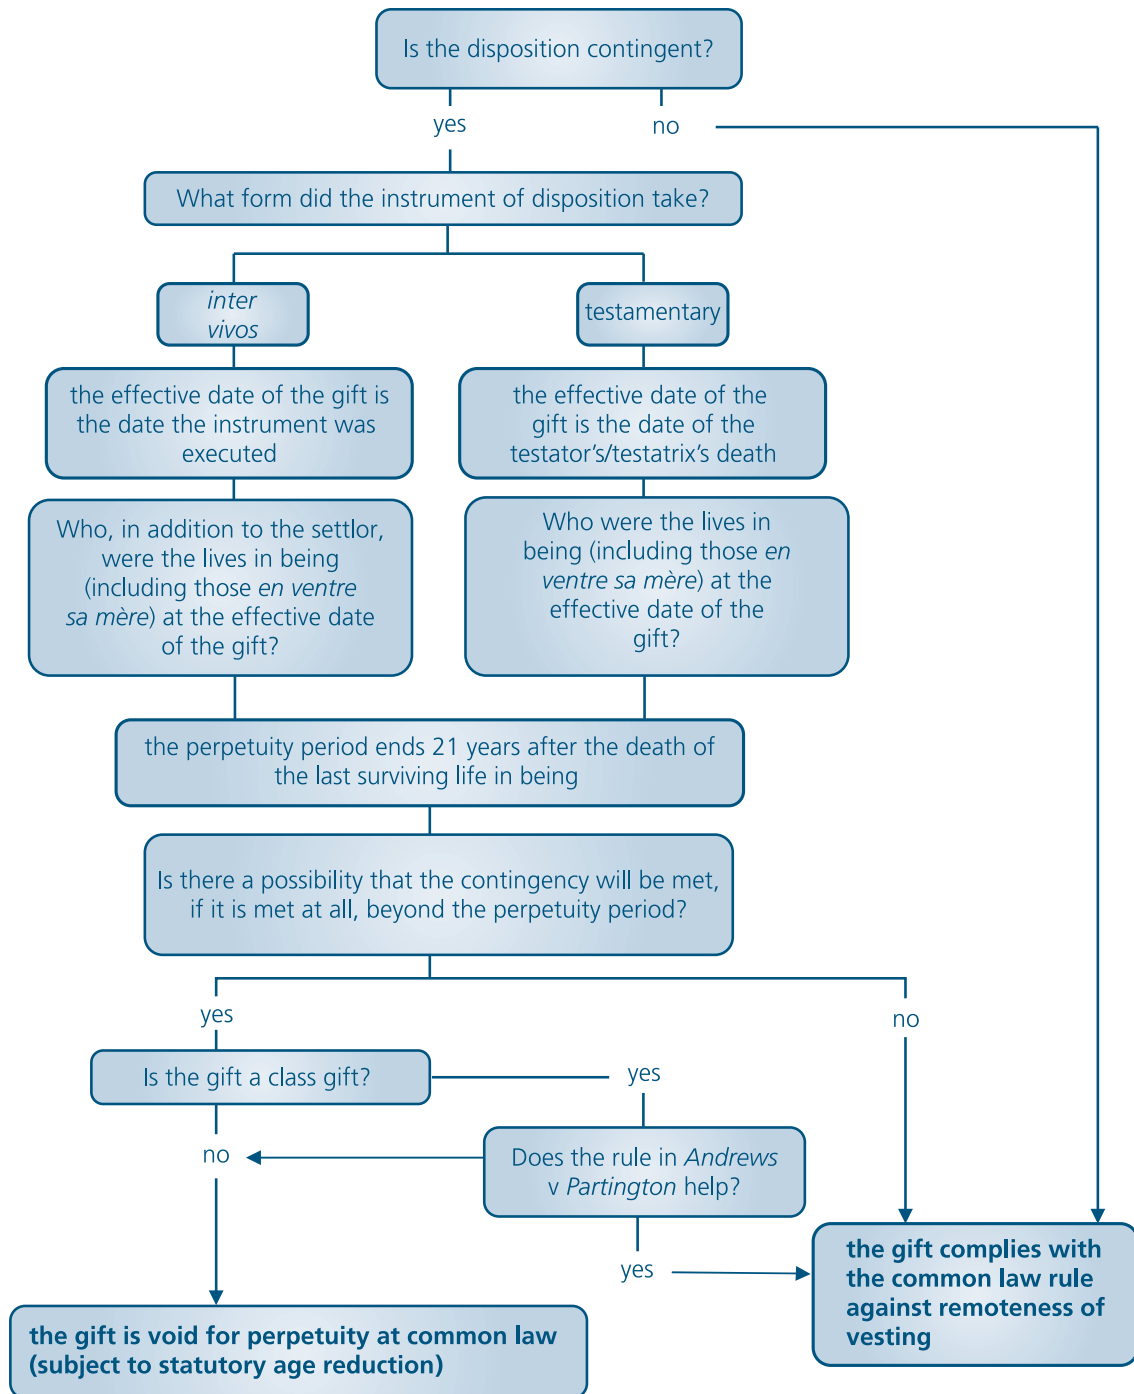 Is the disposition contingent?
yes
no
What form did the instrument of disposition take?
inter
vivos
testamentary
the effective date of the gift is
the date the instrument was
executed
the effective date of the
gift is the date of the
testator’s/testatrix’s death
Who, in addition to the settlor,
were the lives in being
(including those en ventre
sa mère) at the effective date
of the gift?
Who were the lives in
being (including those en
ventre sa mère) at the
effective date of the
gift?
the perpetuity period ends 21 years after the death of
the last surviving life in being
Is there a possibility that the contingency will be met,
if it is met at all, beyond the perpetuity period?
yes
no
Is the gift a class gift?
yes
no
Does the rule in Andrews
v Partington help?
yes
the gift complies with
the common law rule
against remoteness of
vesting
the gift is void for perpetuity at common law
(subject to statutory age reduction)